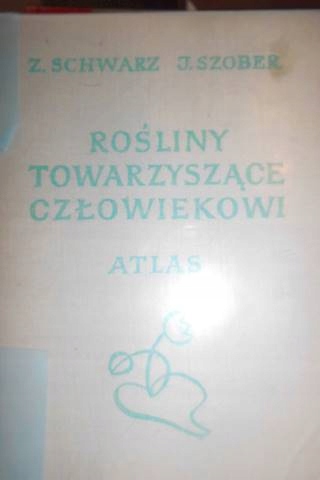 Z. SCHWARZ J. SZOBER
ROŚLINY
TOWARZYSZĄCE
CZŁOWIEKOWI
ATLAS